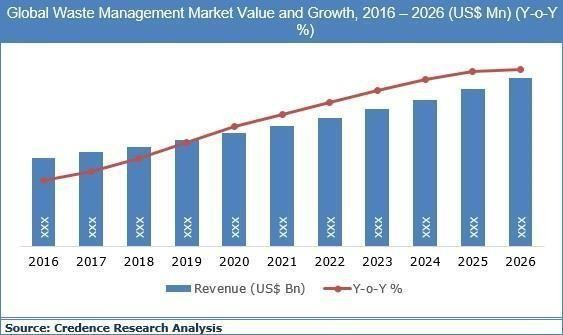 Global Waste Management Market Value and Growth, 2016 – 2026 (US$ Mn) (Y-o-Y
%)
XXX XXX XXX XXX XXX XXX XXX XXX XXX XXX XXX
2016 2017 2018 2019 2020 2021 2022 2023 2024 2025 2026
Revenue (US$ Bn) Y-o-Y %
Source: Credence Research Analysis